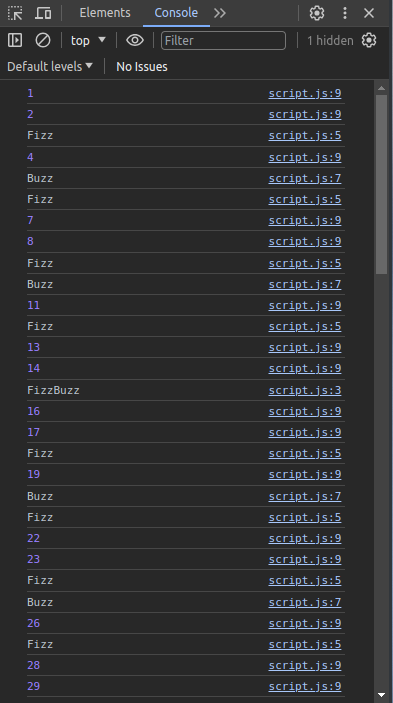 Elements Console
top Filter 1 hidden
Default levels No Issues
1 script.js:9
2 script.js:9
Fizz script.js:5
4 script.js:9
Buzz script.js:7
Fizz script.js:5
7 script.js:9
8 script.js:9
Fizz script.js:5
Buzz script.js:7
11 script.js:9
Fizz script.js:5
13 script.js:9
14 script.js:9
FizzBuzz script.js:3
16 script.js:9
17 script.js:9
Fizz script.js:5
19 script.js:9
Buzz script.js:7
Fizz script.js:5
22 script.js:9
23 script.js:9
Fizz script.js:5
Buzz script.js:7
26 script.js:9
Fizz script.js:5
28 script.js:9
29 script.js:9